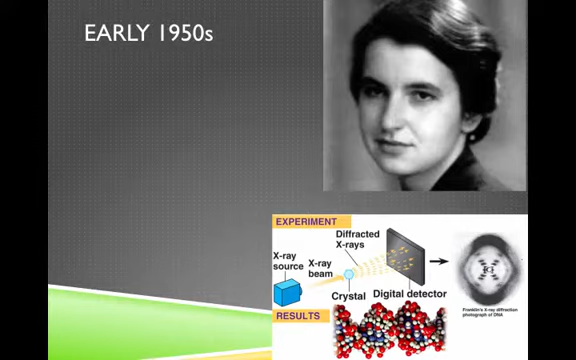 EARLY 1950s
EXPERIMENT
Diffracted
X-rays
X-ray
source
X-ray
beam
Crystal
Digital detector
Franklin's X-ray diffraction
photograph of DNA
RESULTS